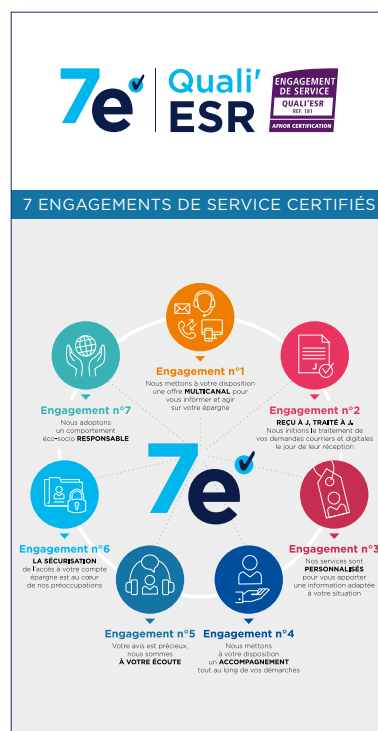 7e
Quali'
ESR
ENGAGEMENT
DE SERVICE
QUALI'ESR
REF. 181
AFNOR CERTIFICATION
7 ENGAGEMENTS DE SERVICE CERTIFIÉS
Engagement n°1
Nous mettons à votre disposition
une offre MULTICANAL pour
vous informer et agir
sur votre épargne
Engagement n°2
REÇU À J, TRAITÉ À J.
Nous initions le traitement de
vos demandes courriers et digitales
le jour de leur réception
Engagement n°3
Nos services sont
PERSONNALISÉS
pour vous apporter
une information adaptée
à votre situation
Engagement n°4
Nous mettons
à votre disposition
un ACCOMPAGNEMENT
tout au long de vos démarches
Engagement n°5
Votre avis est précieux,
nous sommes
À VOTRE ÉCOUTE
Engagement n°6
LA SÉCURISATION
de l'accès à votre compte
épargne est au cœur
de nos préoccupations
Engagement n°7
Nous adoptons
un comportement
éco-socio RESPONSABLE
7e